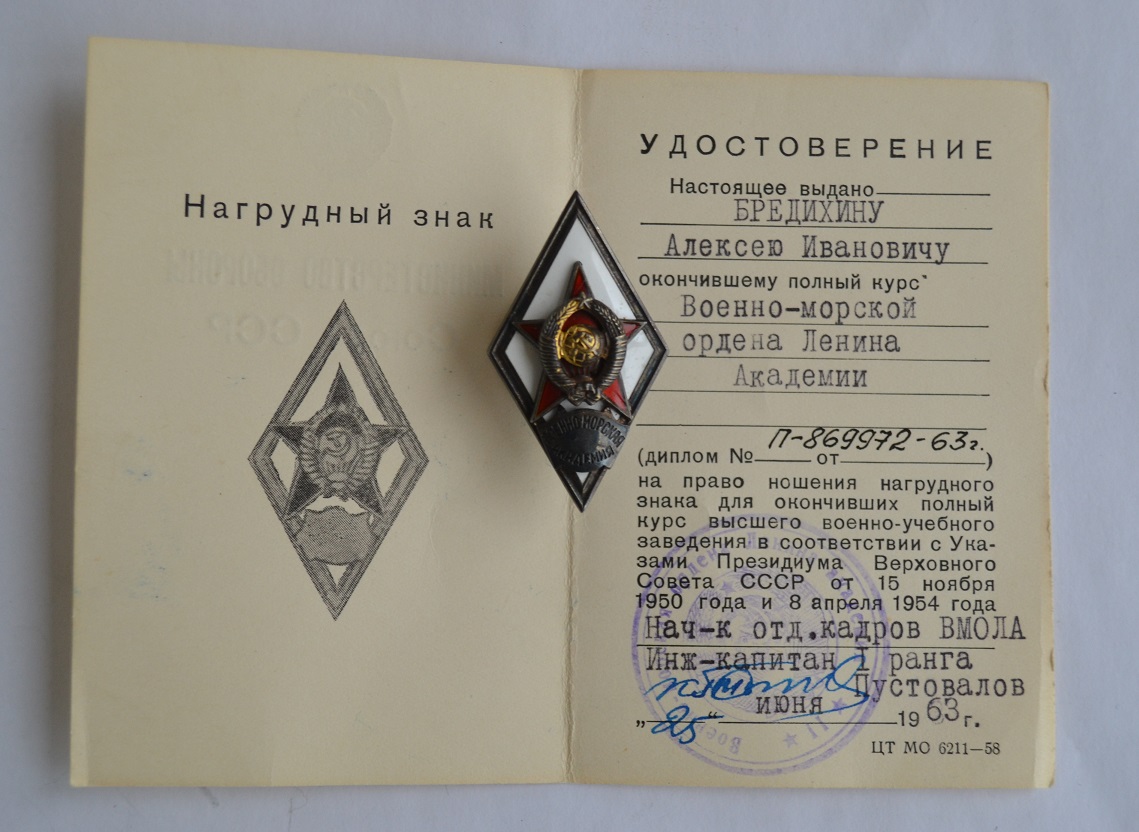 Нагрудный знак
ВОЕННО-МОРСКАЯ
АКАДЕМИЯ
УДОСТОВЕРЕНИЕ
Настоящее выдано
БРЕДИХИНУ
Алексею Ивановичу
окончившему полный курс
Военно-морской
ордена Ленина
Академии
П-869972-63г.
(диплом № от )
на право ношения нагрудного
знака для окончивших полный
курс высшего военно-учебного
заведения в соответствии с Ука-
зами Президиума Верховного
Совета СССР от 15 ноября
1950 года и 8 апреля 1954 года
Нач-к отд.кадров ВМОЛА
Инж-капитан I ранга
Пустовалов
„25“ июня 1963г.
ЦТ МО 6211—58